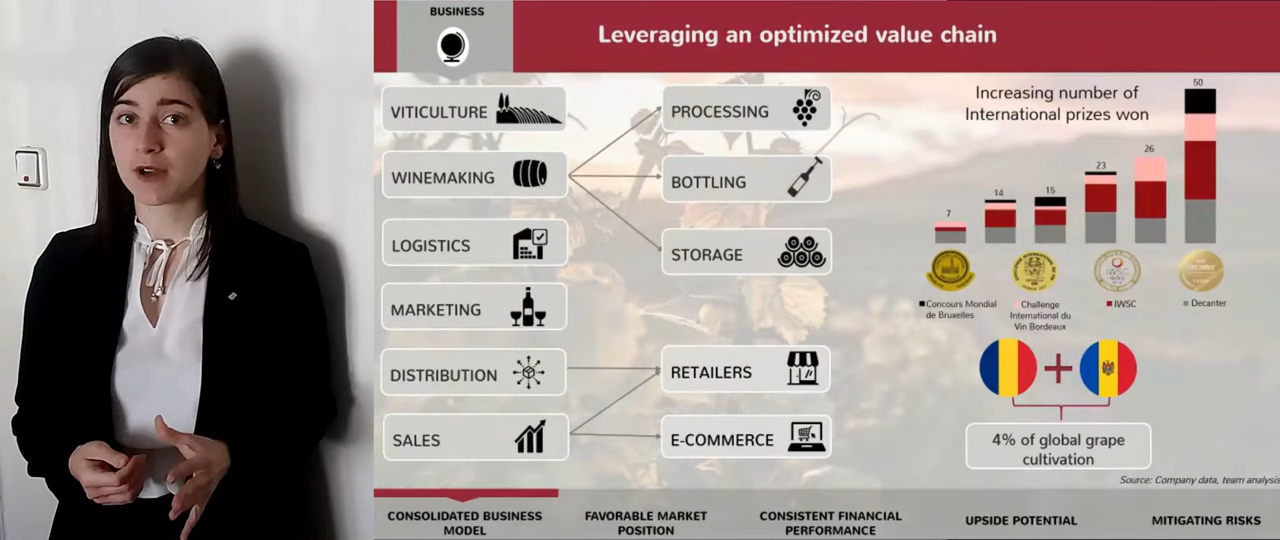 BUSINESS
Leveraging an optimized value chain
VITICULTURE
WINEMAKING
LOGISTICS
MARKETING
DISTRIBUTION
SALES
PROCESSING
BOTTLING
STORAGE
RETAILERS
E-COMMERCE
Increasing number of
International prizes won
7
14
15
23
26
50
IWSC
Concours Mondial
de Bruxelles
Challenge
International du
Vin Bordeaux
IWSC
Decanter
4% of global grape
cultivation
Source: Company data, team analysis
CONSOLIDATED BUSINESS
MODEL
FAVORABLE MARKET
POSITION
CONSISTENT FINANCIAL
PERFORMANCE
UPSIDE POTENTIAL
MITIGATING RISKS